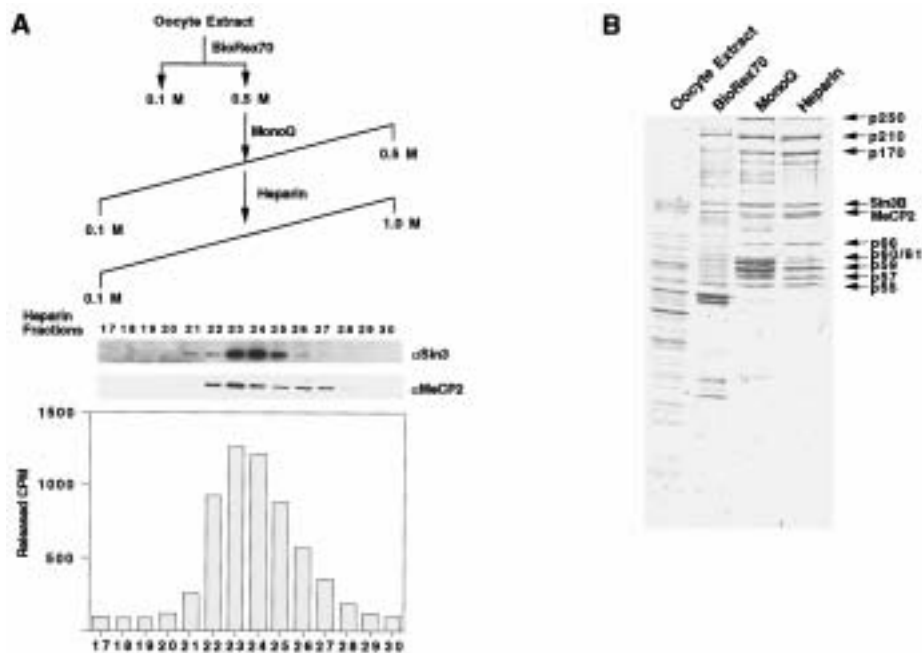 A
Oocyte Extract
BioRex70
0.1 M
0.5 M
MonoQ
0.5 M
0.1 M
Heparin
1.0 M
0.1 M
Heparin
Fractions
17 18 19 20 21 22 23 24 25 26 27 28 29 30
αSin3
αMeCP2
1500
1000
500
Released CPM
17 18 19 20 21 22 23 24 25 26 27 28 29 30
B
Oocyte Extract
BioRex70
MonoQ
Heparin
p250
p210
p170
Sin3B
MeCP2
p66
p60/61
p59
p57
p55